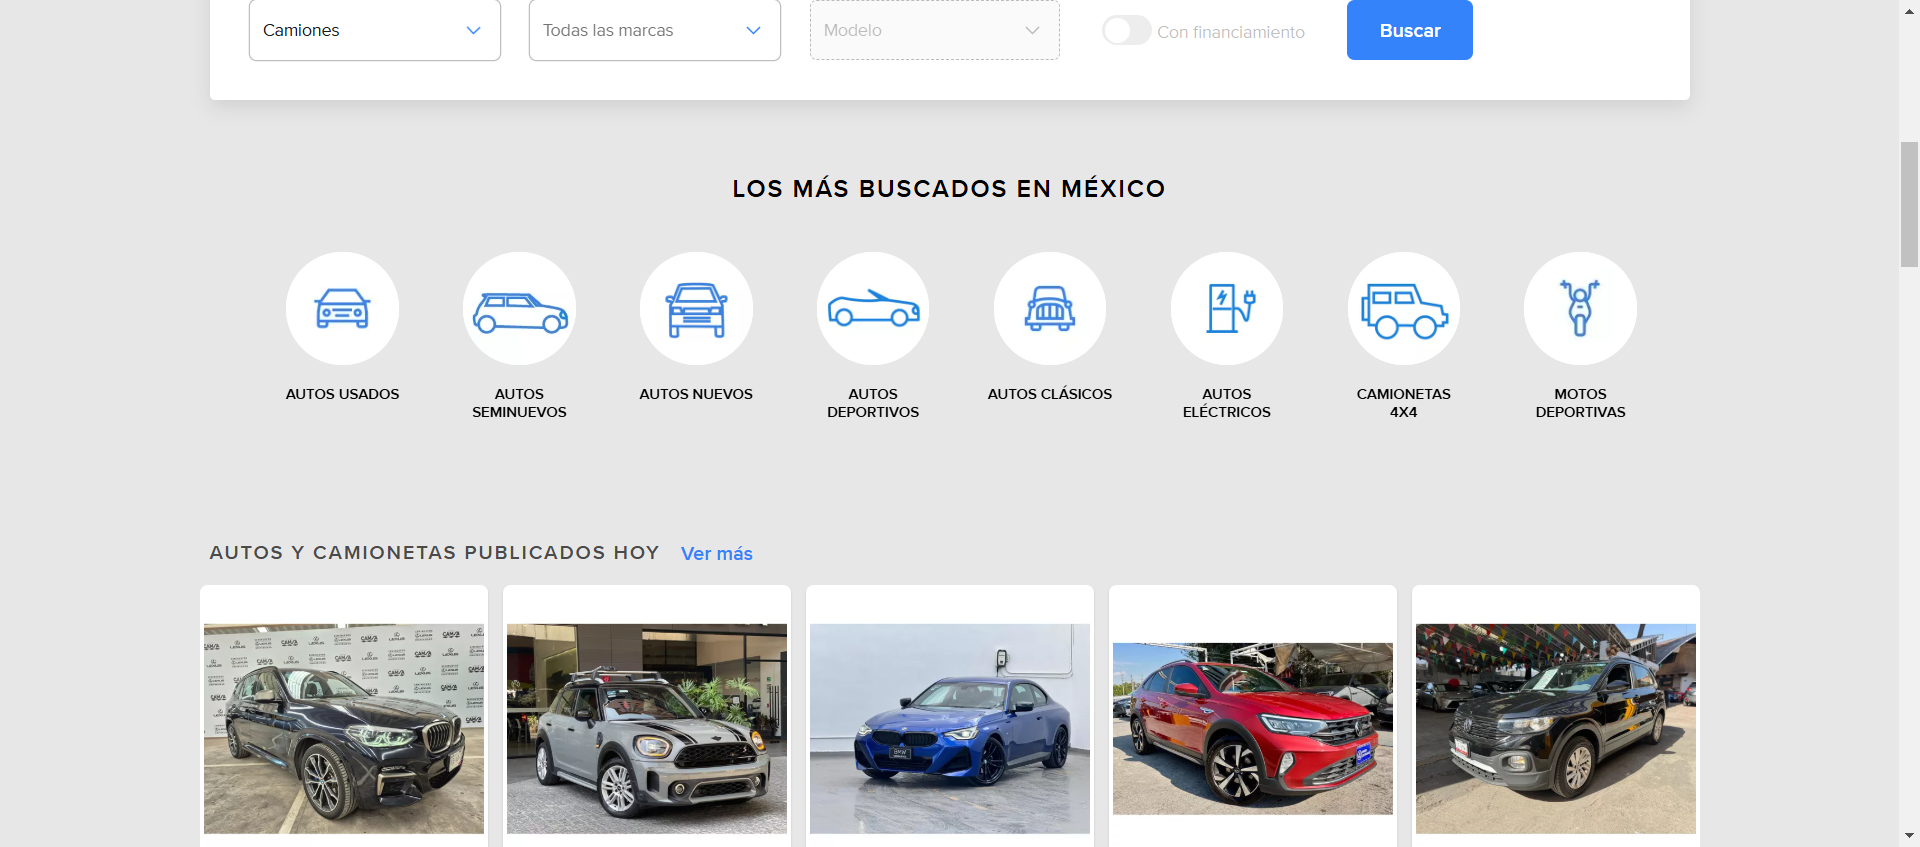 Camiones
Todas las marcas
Modelo
Con financiamiento
Buscar
LOS MÁS BUSCADOS EN MÉXICO
AUTOS USADOS
AUTOS
SEMINUEVOS
AUTOS NUEVOS
AUTOS
DEPORTIVOS
AUTOS CLÁSICOS
AUTOS
ELÉCTRICOS
CAMIONETAS
4X4
MOTOS
DEPORTIVAS
AUTOS Y CAMIONETAS PUBLICADOS HOY
Ver más